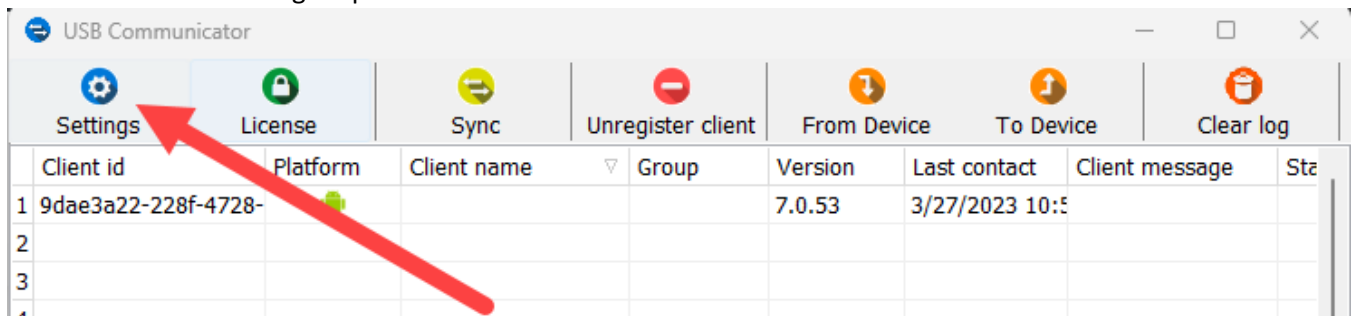 USB Communicator
Settings License Sync Unregister client From Device To Device Clear log
Client id Platform Client name Group Version Last contact Client message Sta
1 9dae3a22-228f-4728- 7.0.53 3/27/2023 10:5
2
3